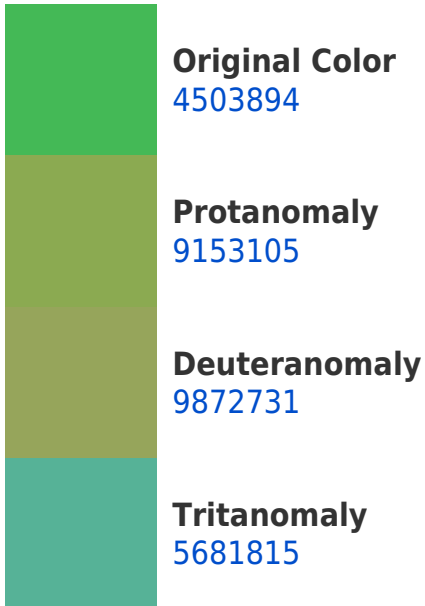 Original Color
4503894
Protanomaly
9153105
Deuteranomaly
9872731
Tritanomaly
5681815